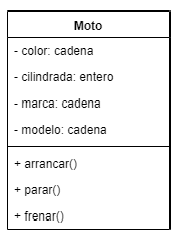 Moto
- color: cadena
- cilindrada: entero
- marca: cadena
- modelo: cadena
+ arrancar()
+ parar()
+ frenar()